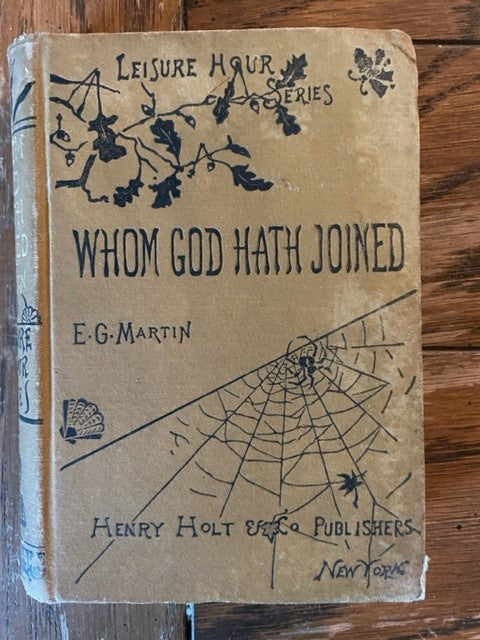 Leisure Hour
Series
WHOM GOD HATH JOINED
E. G. MARTIN
HENRY HOLT & Co PUBLISHERS
NEW YORK